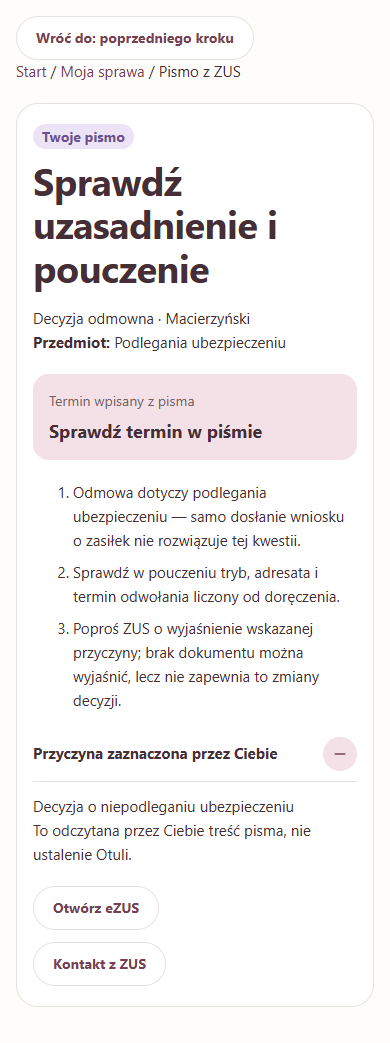 Wróć do: poprzedniego kroku
Start / Moja sprawa / Pismo z ZUS
Twoje pismo
Sprawdź
uzasadnienie i
pouczenie
Decyzja odmowna · Macierzyński
Przedmiot: Podlegania ubezpieczeniu
Termin wpisany z pisma
Sprawdź termin w piśmie
1. Odmowa dotyczy podlegania
ubezpieczeniu — samo dosłanie wniosku
o zasiłek nie rozwiązuje tej kwestii.
2. Sprawdź w pouczeniu tryb, adresata i
termin odwołania liczony od doręczenia.
3. Poproś ZUS o wyjaśnienie wskazanej
przyczyny; brak dokumentu można
wyjaśnić, lecz nie zapewnia to zmiany
decyzji.
Przyczyna zaznaczona przez Ciebie
Decyzja o niepodleganiu ubezpieczeniu
To odczytana przez Ciebie treść pisma, nie
ustalenie Otuli.
Otwórz eZUS
Kontakt z ZUS